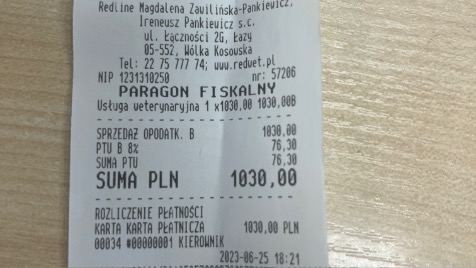 Redline Magdalena Zawilińska-Pankiewicz,
Ireneusz Pankiewicz s.c.
ul. Łączności 2G, Łazy
05-552, Wólka Kosowska
Tel: 22 75 777 74; www.redvet.pl
NIP 1231310250 nr: 57206
PARAGON FISKALNY
Usługa weterynaryjna 1 x1030,00 1030,00B
SPRZEDAŻ OPODATK. B 1030,00
PTU B 8% 76,30
SUMA PTU 76,30
SUMA PLN 1030,00
ROZLICZENIE PŁATNOŚCI
KARTA KARTA PŁATNICZA 1030,00 PLN
00034 #00000001 KIEROWNIK
2023-06-25 18:21